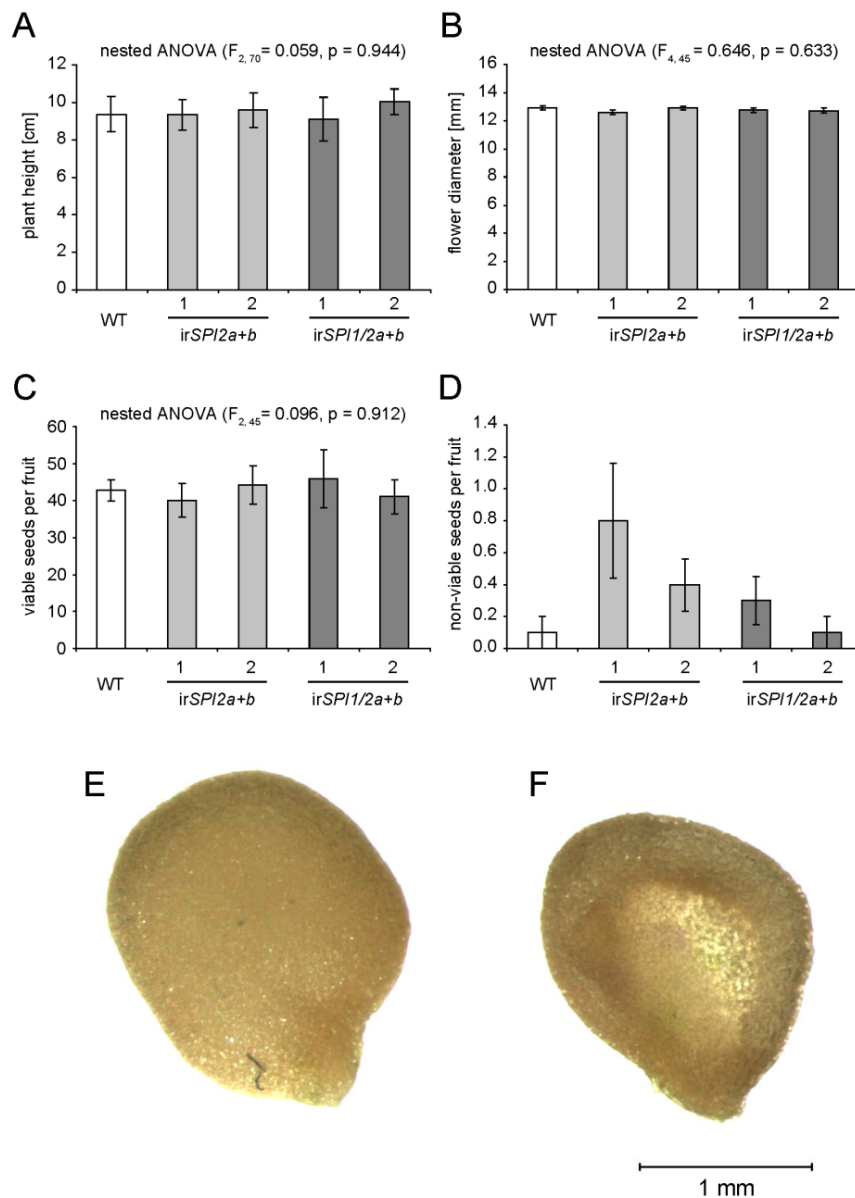 A
nested ANOVA (F2, 70= 0.059, p = 0.944)
plant height [cm]
12
10
8
6
4
2
0
WT
1 2 1 2
irSPI2a+b irSPI1/2a+b
B
nested ANOVA (F4, 45= 0.646, p = 0.633)
flower diameter [mm]
16
14
12
10
8
6
4
2
0
WT
1 2 1 2
irSPI2a+b irSPI1/2a+b
C
nested ANOVA (F2, 45= 0.096, p = 0.912)
viable seeds per fruit
60
50
40
30
20
10
0
WT
1 2 1 2
irSPI2a+b irSPI1/2a+b
D
non-viable seeds per fruit
1.4
1.2
1.0
0.8
0.6
0.4
0.2
0.0
WT
1 2 1 2
irSPI2a+b irSPI1/2a+b
E
F
1 mm